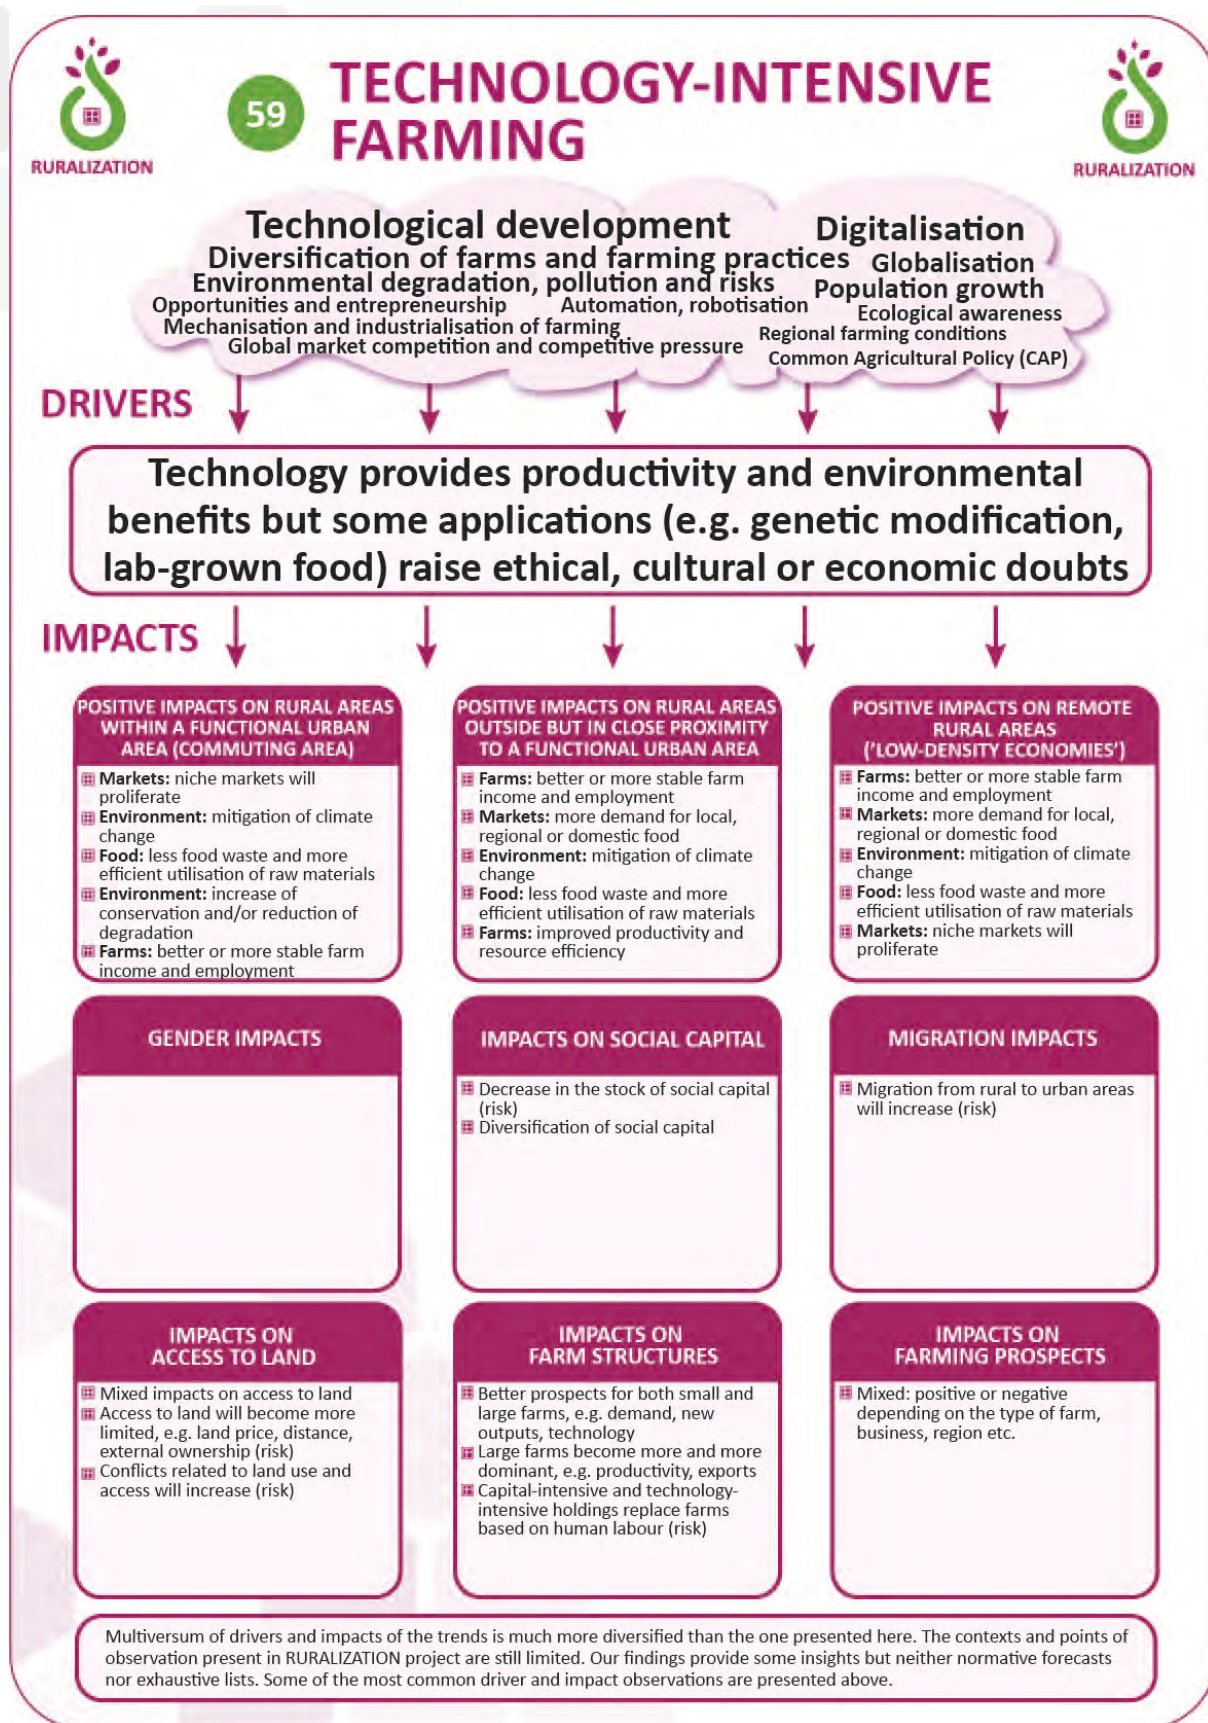 59
TECHNOLOGY-INTENSIVE
FARMING
RURALIZATION
RURALIZATION
Technological development
Digitalisation
Diversification of farms and farming practices
Globalisation
Environmental degradation, pollution and risks
Population growth
Opportunities and entrepreneurship
Automation, robotisation
Ecological awareness
Mechanisation and industrialisation of farming
Regional farming conditions
Global market competition and competitive pressure
Common Agricultural Policy (CAP)
DRIVERS
Technology provides productivity and environmental
benefits but some applications (e.g. genetic modification,
lab-grown food) raise ethical, cultural or economic doubts
IMPACTS
POSITIVE IMPACTS ON RURAL AREAS
WITHIN A FUNCTIONAL URBAN
AREA (COMMUTING AREA)
Markets: niche markets will
proliferate
Environment: mitigation of climate
change
Food: less food waste and more
efficient utilisation of raw materials
Environment: increase of
conservation and/or reduction of
degradation
Farms: better or more stable farm
income and employment
POSITIVE IMPACTS ON RURAL AREAS
OUTSIDE BUT IN CLOSE PROXIMITY
TO A FUNCTIONAL URBAN AREA
Farms: better or more stable farm
income and employment
Markets: more demand for local,
regional or domestic food
Environment: mitigation of climate
change
Food: less food waste and more
efficient utilisation of raw materials
Farms: improved productivity and
resource efficiency
POSITIVE IMPACTS ON REMOTE
RURAL AREAS
('LOW-DENSITY ECONOMIES')
Farms: better or more stable farm
income and employment
Markets: more demand for local,
regional or domestic food
Environment: mitigation of climate
change
Food: less food waste and more
efficient utilisation of raw materials
Markets: niche markets will
proliferate
GENDER IMPACTS
IMPACTS ON SOCIAL CAPITAL
Decrease in the stock of social capital
(risk)
Diversification of social capital
MIGRATION IMPACTS
Migration from rural to urban areas
will increase (risk)
IMPACTS ON
ACCESS TO LAND
Mixed impacts on access to land
Access to land will become more
limited, e.g. land price, distance,
external ownership (risk)
Conflicts related to land use and
access will increase (risk)
IMPACTS ON
FARM STRUCTURES
Better prospects for both small and
large farms, e.g. demand, new
outputs, technology
Large farms become more and more
dominant, e.g. productivity, exports
Capital-intensive and technology-
intensive holdings replace farms
based on human labour (risk)
IMPACTS ON
FARMING PROSPECTS
Mixed: positive or negative
depending on the type of farm,
business, region etc.
Multiversum of drivers and impacts of the trends is much more diversified than the one presented here. The contexts and points of
observation present in RURALIZATION project are still limited. Our findings provide some insights but neither normative forecasts
nor exhaustive lists. Some of the most common driver and impact observations are presented above.